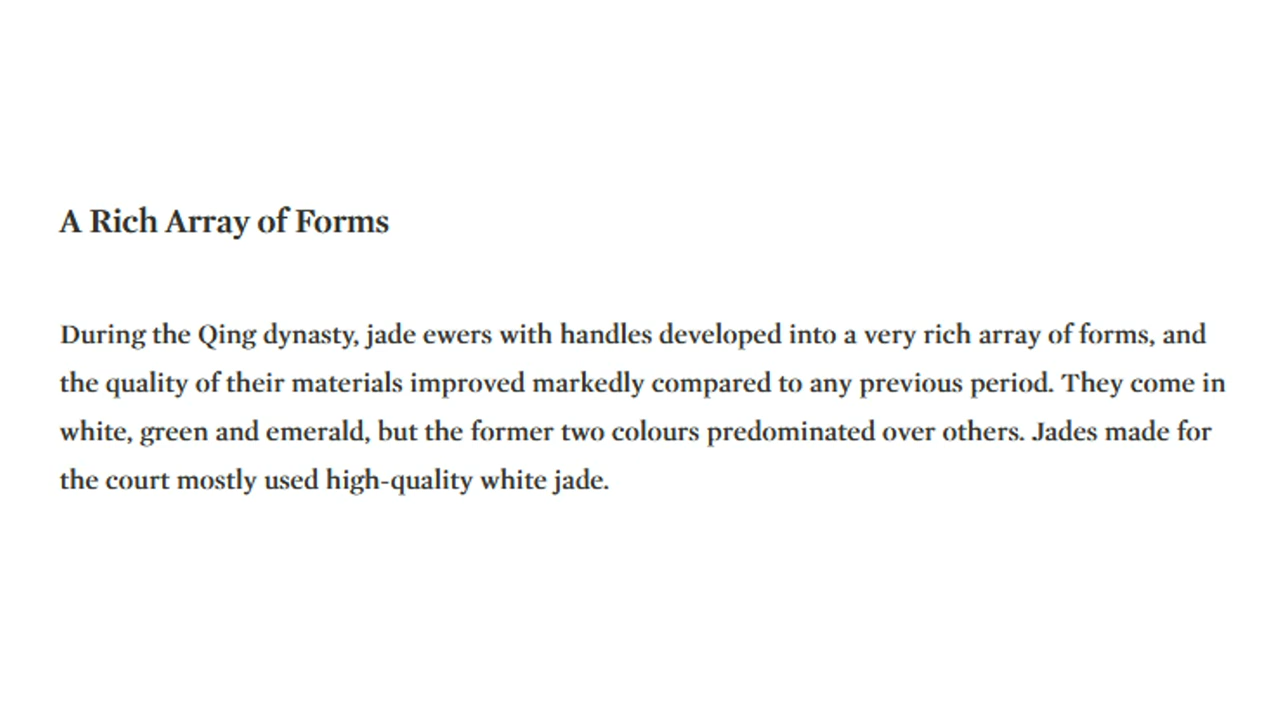 A Rich Array of Forms
During the Qing dynasty, jade ewers with handles developed into a very rich array of forms, and
the quality of their materials improved markedly compared to any previous period. They come in
white, green and emerald, but the former two colours predominated over others. Jades made for
the court mostly used high-quality white jade.